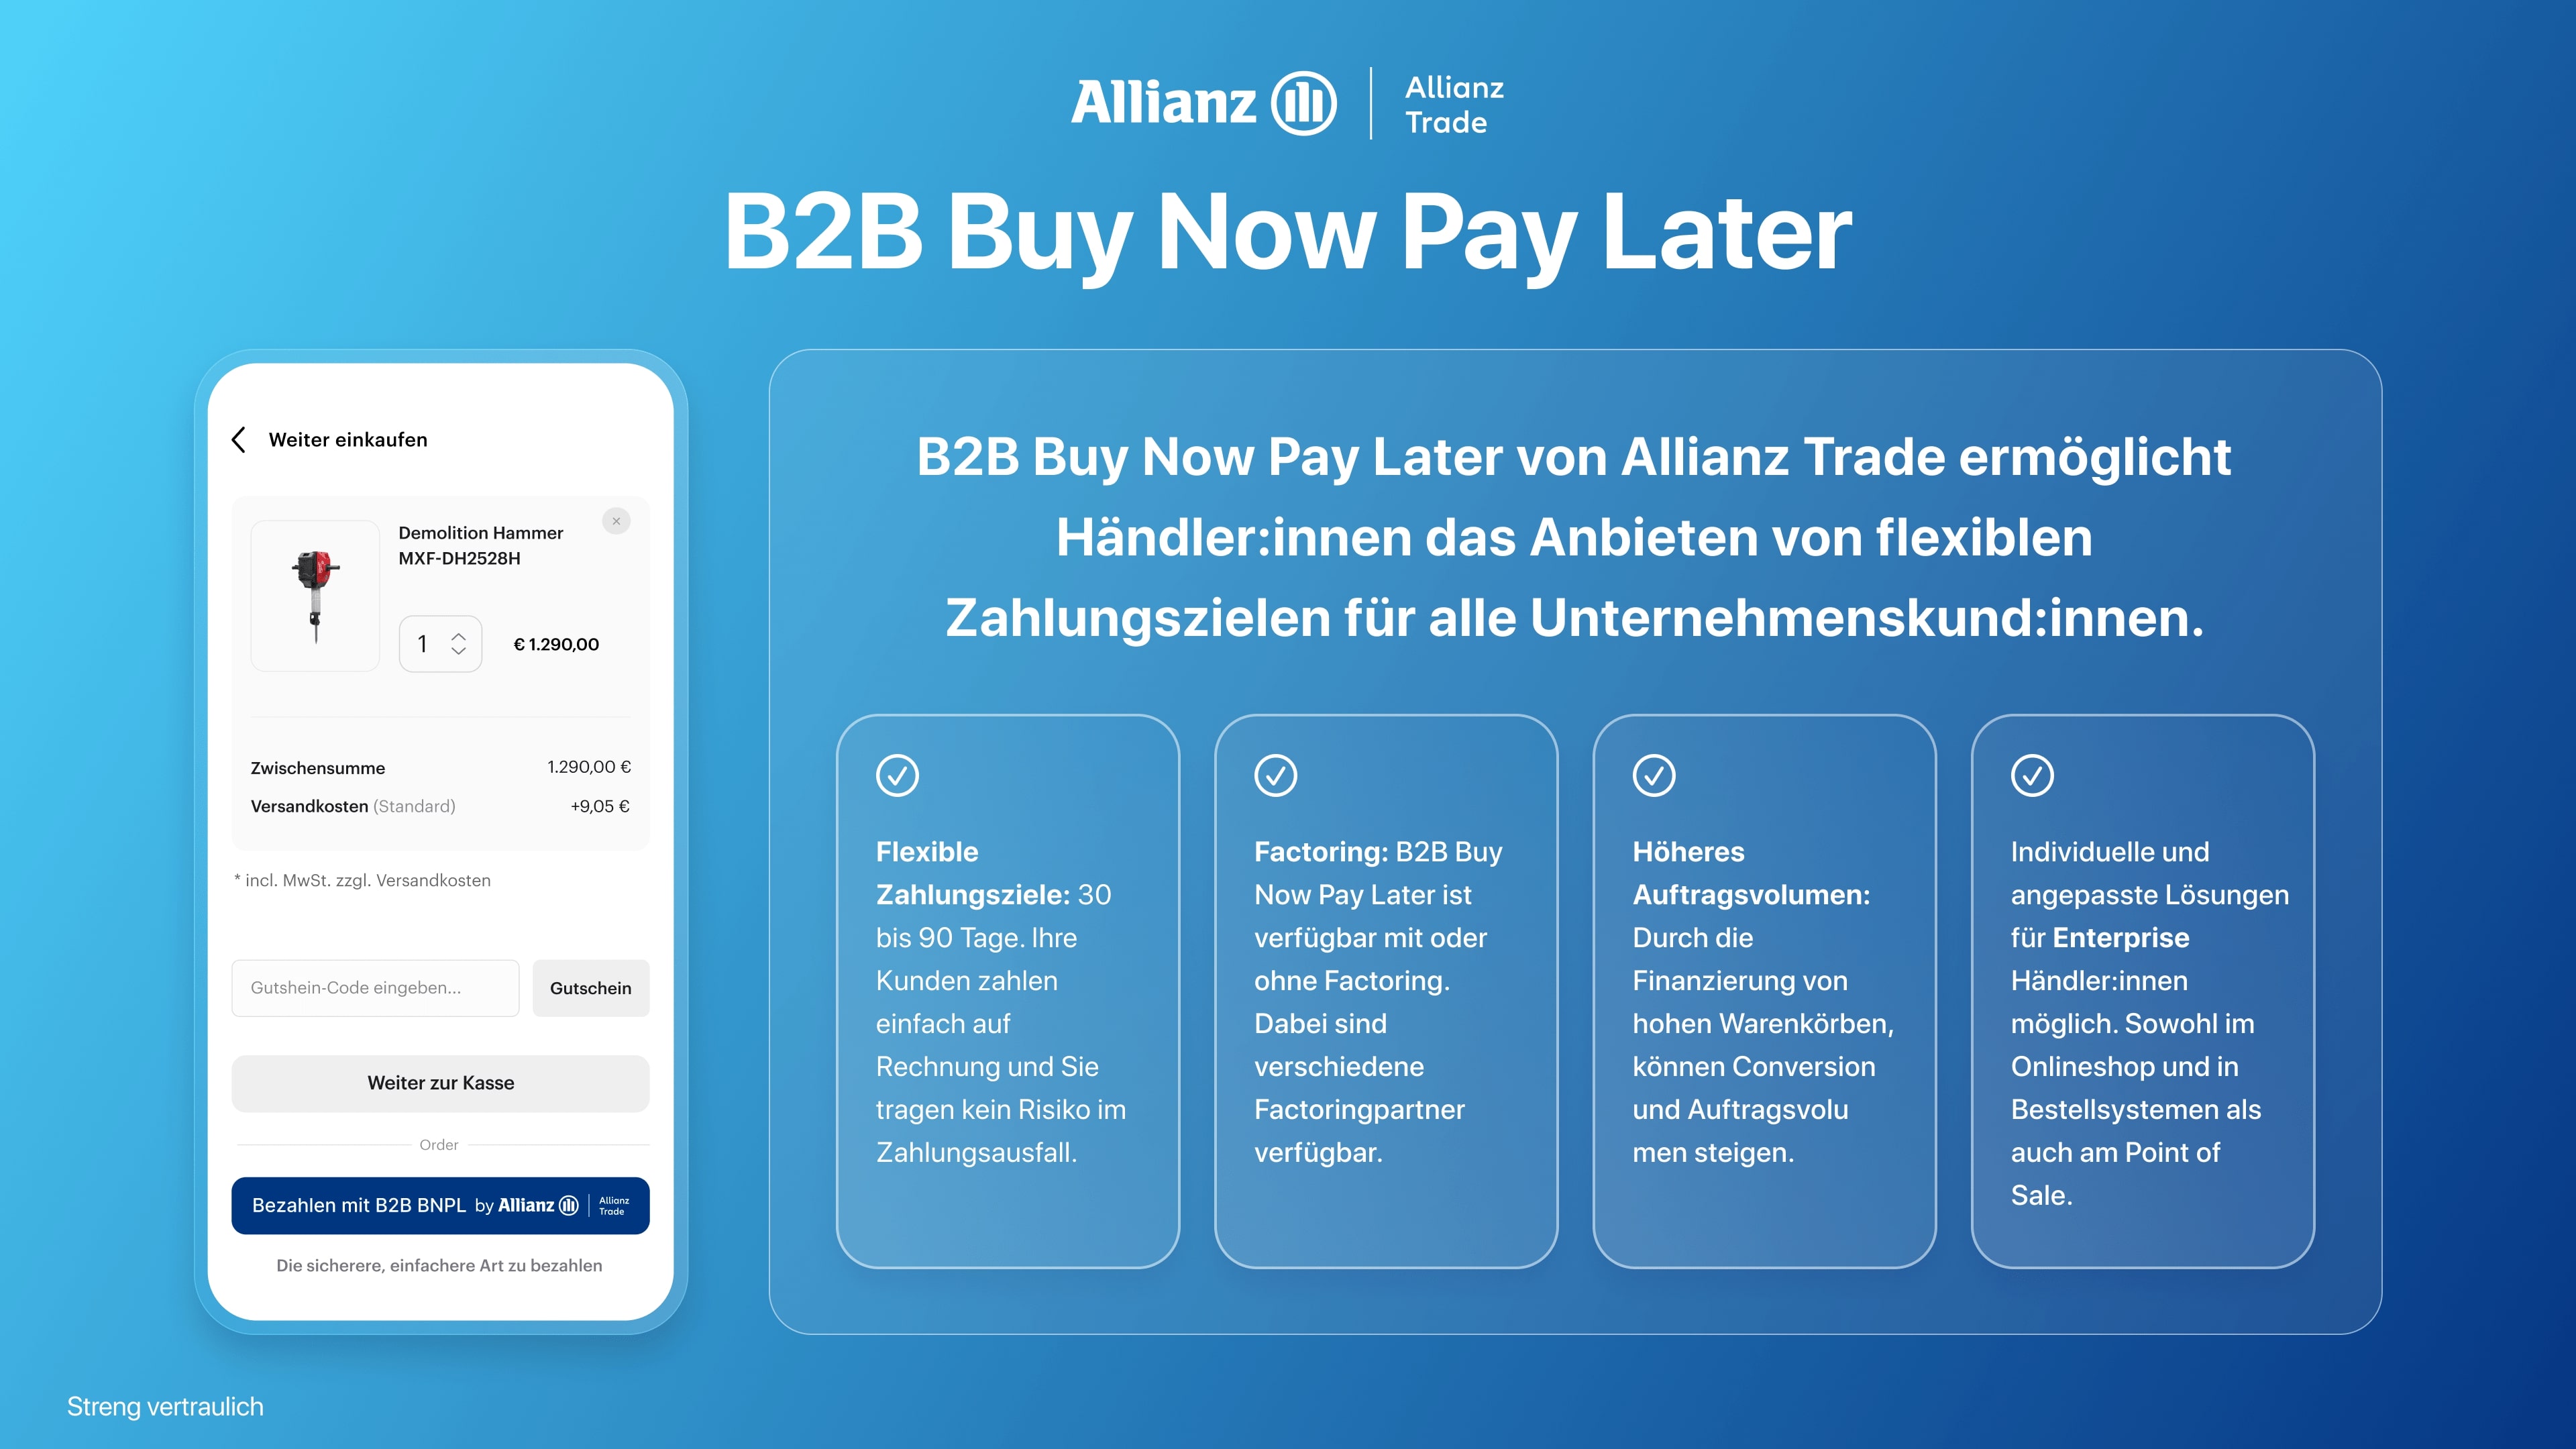 Allianz
Allianz
Trade
B2B Buy Now Pay Later
Weiter einkaufen
Demolition Hammer
MXF-DH2528H
1
€ 1.290,00
Zwischensumme 1.290,00 €
Versandkosten (Standard) +9,05 €
* incl. MwSt. zzgl. Versandkosten
Gutshein-Code eingeben...
Gutschein
Weiter zur Kasse
Order
Bezahlen mit B2B BNPL by Allianz
Allianz
Trade
Die sicherere, einfachere Art zu bezahlen
B2B Buy Now Pay Later von Allianz Trade ermöglicht
Händler:innen das Anbieten von flexiblen
Zahlungszielen für alle Unternehmenskund:innen.
Flexible
Zahlungsziele: 30
bis 90 Tage. Ihre
Kunden zahlen
einfach auf
Rechnung und Sie
tragen kein Risiko im
Zahlungsausfall.
Factoring: B2B Buy
Now Pay Later ist
verfügbar mit oder
ohne Factoring.
Dabei sind
verschiedene
Factoringpartner
verfügbar.
Höheres
Auftragsvolumen:
Durch die
Finanzierung von
hohen Warenkörben,
können Conversion
und Auftragsvolu
men steigen.
Individuelle und
angepasste Lösungen
für Enterprise
Händler:innen
möglich. Sowohl im
Onlineshop und in
Bestellsystemen als
auch am Point of
Sale.
Streng vertraulich